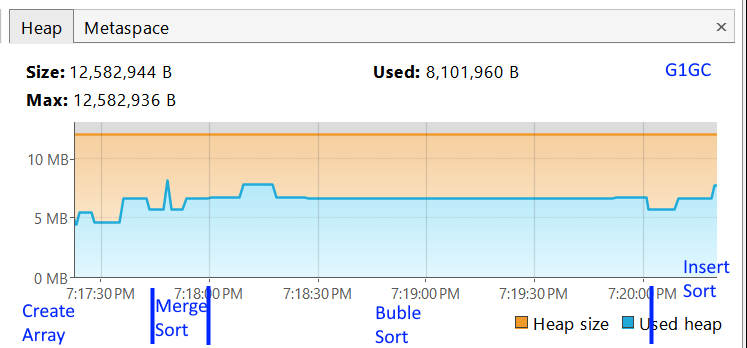 Heap Metaspace ×
Size: 12,582,944 B Used: 8,101,960 B G1GC
Max: 12,582,936 B
10 MB
5 MB
0 MB
7:17:30 PM 7:18:00 PM 7:18:30 PM 7:19:00 PM 7:19:30 PM 7:20:00 PM
Create
Array
Merge
Sort
Buble
Sort
Insert
Sort
Heap size Used heap